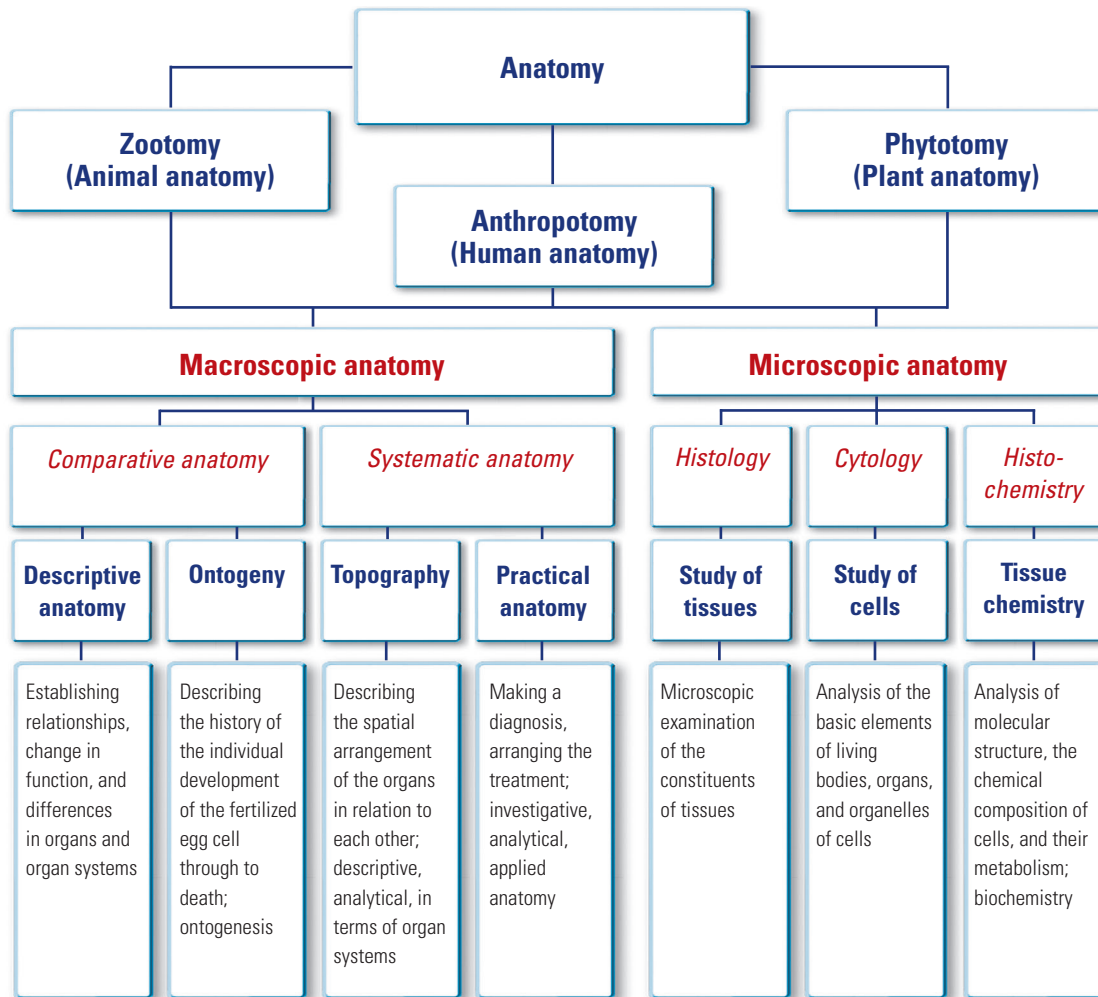 Anatomy
Zootomy
(Animal anatomy)
Phytotomy
(Plant anatomy)
Anthropotomy
(Human anatomy)
Macroscopic anatomy
Microscopic anatomy
Comparative anatomy
Systematic anatomy
Histology
Cytology
Histo-
chemistry
Descriptive
anatomy
Ontogeny
Topography
Practical
anatomy
Study of
tissues
Study of
cells
Tissue
chemistry
Establishing
relationships,
change in
function, and
differences
in organs and
organ systems
Describing
the history of
the individual
development
of the fertilized
egg cell
through to
death;
ontogenesis
Describing
the spatial
arrangement
of the organs
in relation to
each other;
descriptive,
analytical, in
terms of organ
systems
Making a
diagnosis,
arranging the
treatment;
investigative,
analytical,
applied
anatomy
Microscopic
examination
of the
constituents
of tissues
Analysis of the
basic elements
of living
bodies, organs,
and organelles
of cells
Analysis of
molecular
structure, the
chemical
composition of
cells, and their
metabolism;
biochemistry